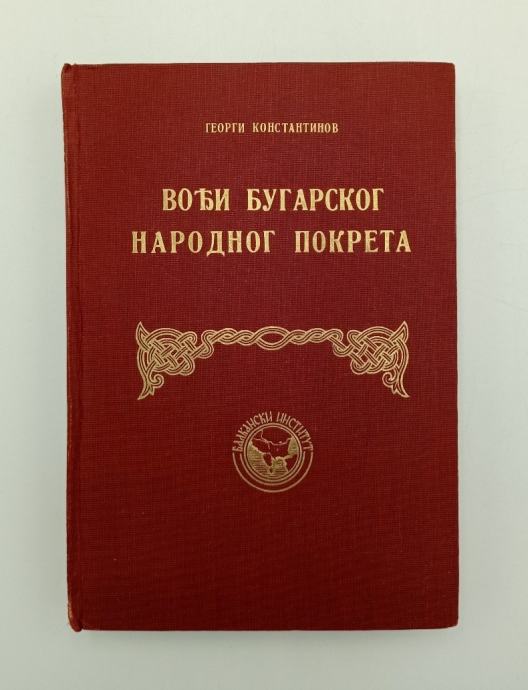 ГЕОРГИ КОНСТАНТИНОВ
ВОЂИ БУГАРСКОГ
НАРОДНОГ ПОКРЕТА
БАЛКАНСКИ ИНСТИТУТ